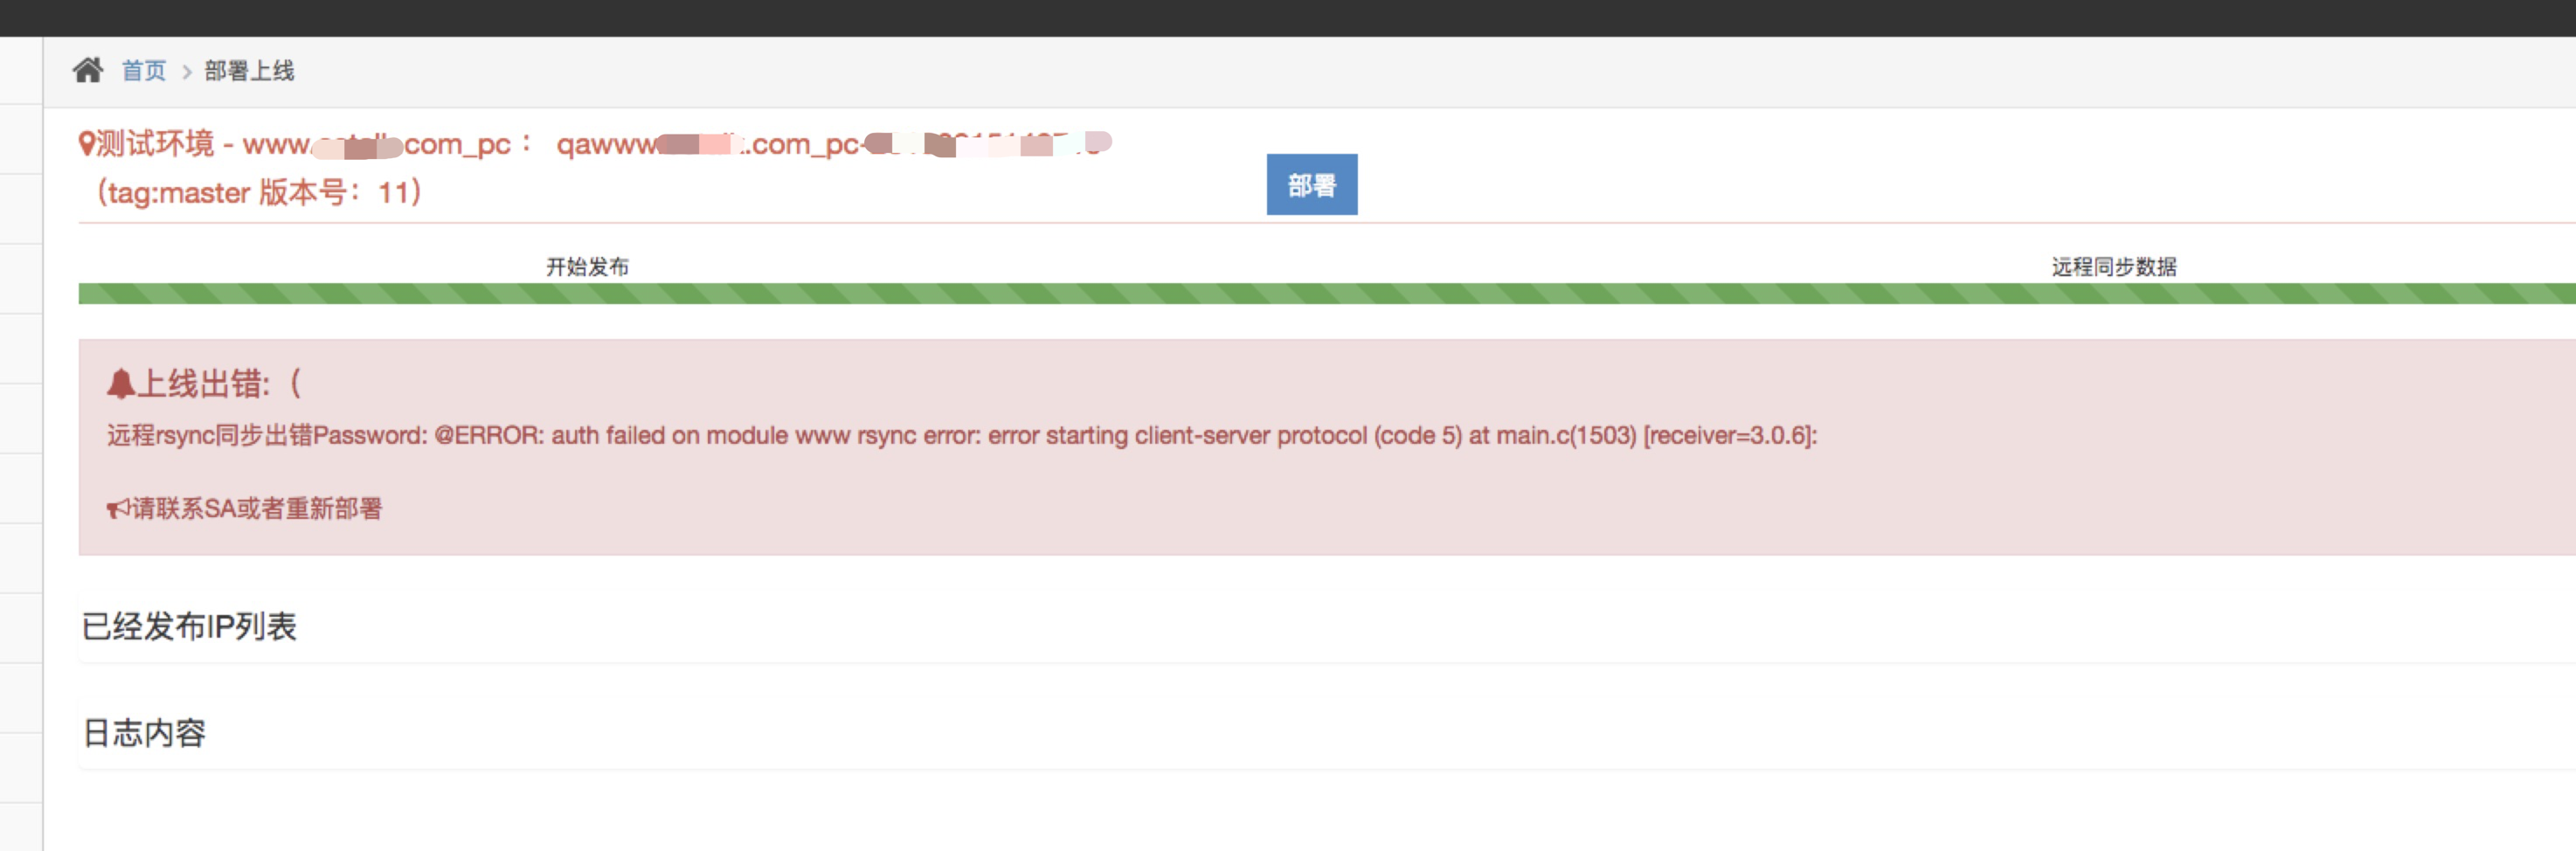 首页 > 部署上线
测试环境 - www. com_pc： qawww .com_pc-
（tag:master 版本号：11）
部署
开始发布
远程同步数据
上线出错:（
远程rsync同步出错Password: @ERROR: auth failed on module www rsync error: error starting client-server protocol (code 5) at main.c(1503) [receiver=3.0.6]:
请联系SA或者重新部署
已经发布IP列表
日志内容